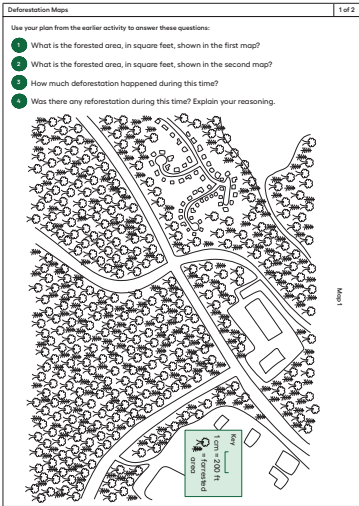 Deforestation Maps
1 of 2
Use your plan from the earlier activity to answer these questions:
1 What is the forested area, in square feet, shown in the first map?
2 What is the forested area, in square feet, shown in the second map?
3 How much deforestation happened during this time?
4 Was there any reforestation during this time? Explain your reasoning.
Map 1
Key
1 cm = 200 ft
= forrested
area